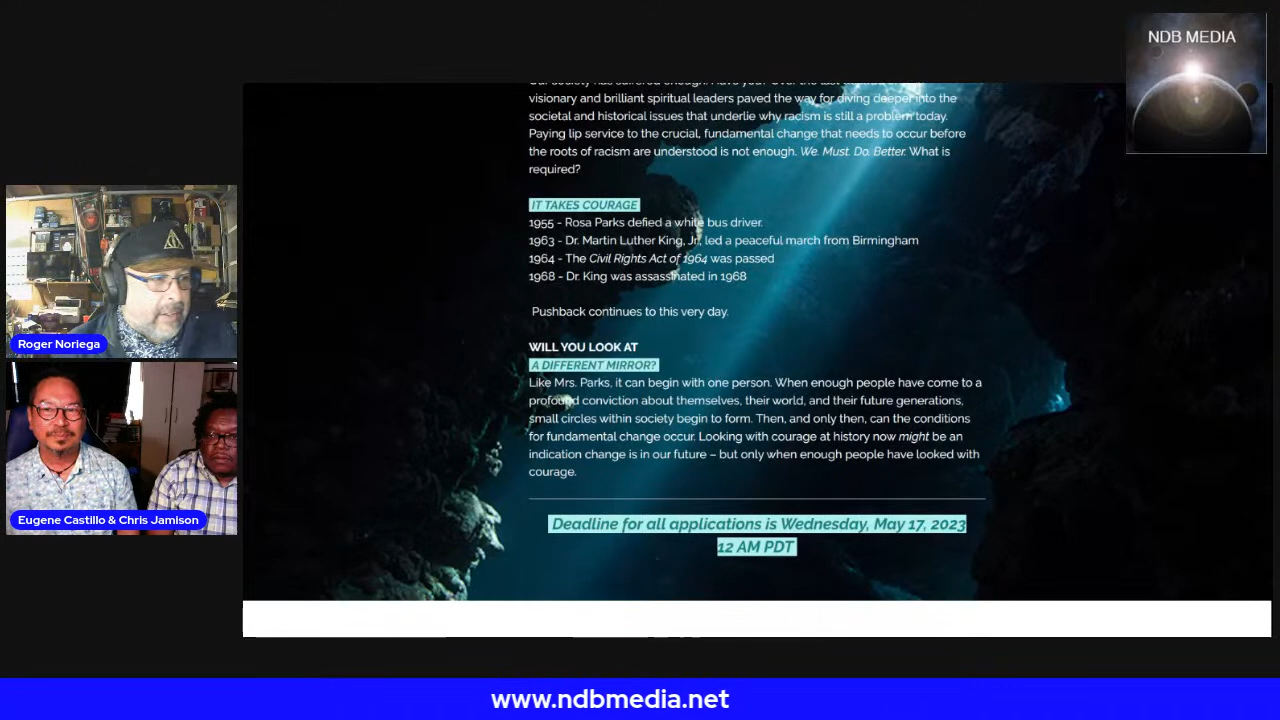 NDB MEDIA
visionary and brilliant spiritual leaders paved the way for diving deeper into the
societal and historical issues that underlie why racism is still a problem today.
Paying lip service to the crucial, fundamental change that needs to occur before
the roots of racism are understood is not enough. We. Must. Do. Better. What is
required?
IT TAKES COURAGE
1955 - Rosa Parks defied a white bus driver.
1963 - Dr. Martin Luther King, Jr., led a peaceful march from Birmingham
1964 - The Civil Rights Act of 1964 was passed
1968 - Dr. King was assassinated in 1968
Pushback continues to this very day.
WILL YOU LOOK AT
A DIFFERENT MIRROR?
Like Mrs. Parks, it can begin with one person. When enough people have come to a
profound conviction about themselves, their world, and their future generations,
small circles within society begin to form. Then, and only then, can the conditions
for fundamental change occur. Looking with courage at history now might be an
indication change is in our future – but only when enough people have looked with
courage.
Deadline for all applications is Wednesday, May 17, 2023
12 AM PDT
Roger Noriega
Eugene Castillo & Chris Jamison
www.ndbmedia.net